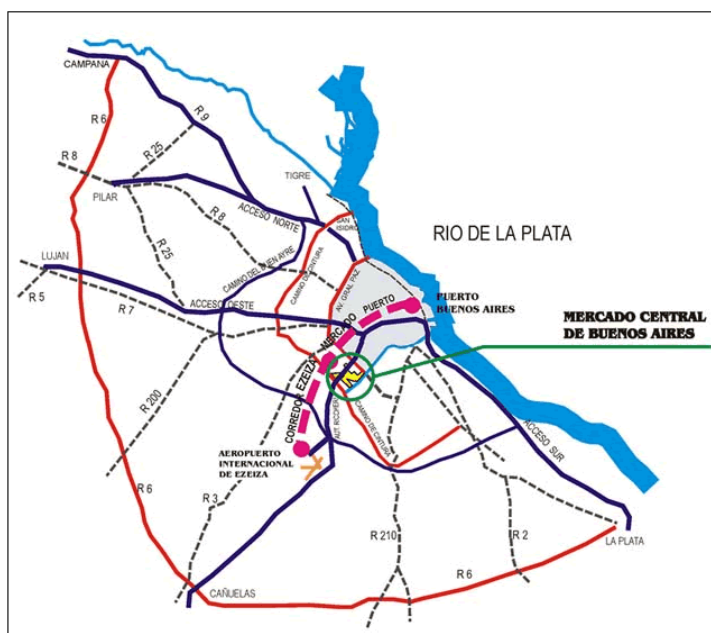 CAMPANA
R 6
R 9
R 8
R 25
TIGRE
PILAR
ACCESO NORTE
SAN
ISIDRO
R 8
RIO DE LA PLATA
LUJAN
R 25
CAMINO DEL BUEN AYRE
CAMINO DE CINTURA
AV. GRAL PAZ
R 5
R 7
ACCESO OESTE
PUERTO
BUENOS AIRES
MERCADO PUERTO
MERCADO CENTRAL
DE BUENOS AIRES
R 200
CORREDOR EZEIZA
CAMINO DE CINTURA
ACCESO SUR
AEROPUERTO
INTERNACIONAL
DE EZEIZA
R 6
R 3
R 210
R 2
LA PLATA
R 6
CAÑUELAS